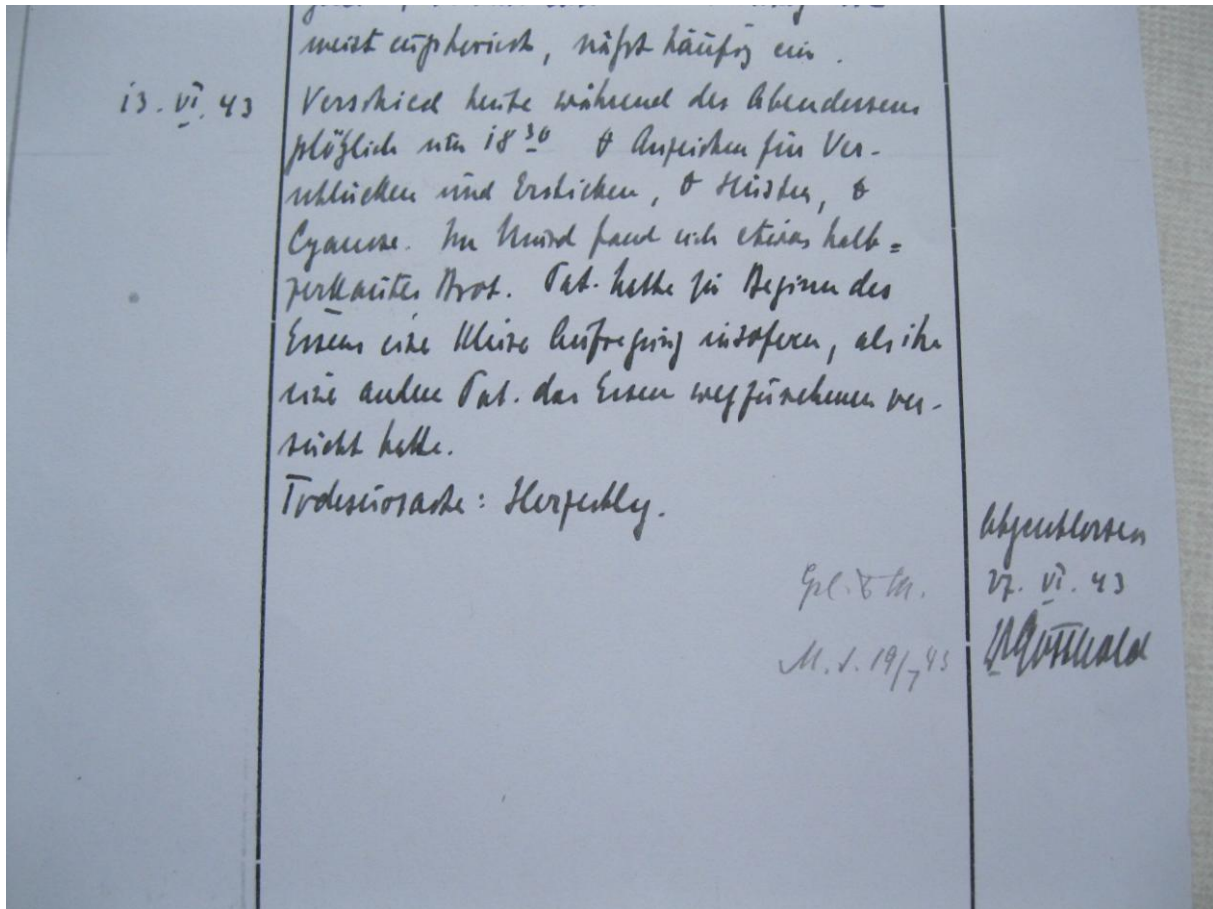 meist euphorisch, näßt häufig ein.
13. VI. 43
Verschied heute während des Abendessens
plötzlich um 18 30 Anzeichen für Ver-
schlucken und Ersticken, Husten,
Cyanose. Im Mund fand sich etwas halb=
zerkautes Brot. Pat. hatte zu Beginn des
Essens eine kleine Aufregung insofern, als ihr
eine andere Pat. das Essen wegzunehmen ver-
sucht hatte.
Todesursache: Herzschlag.
Abgeschlossen
27. VI. 43
Gotthold
19/7 43